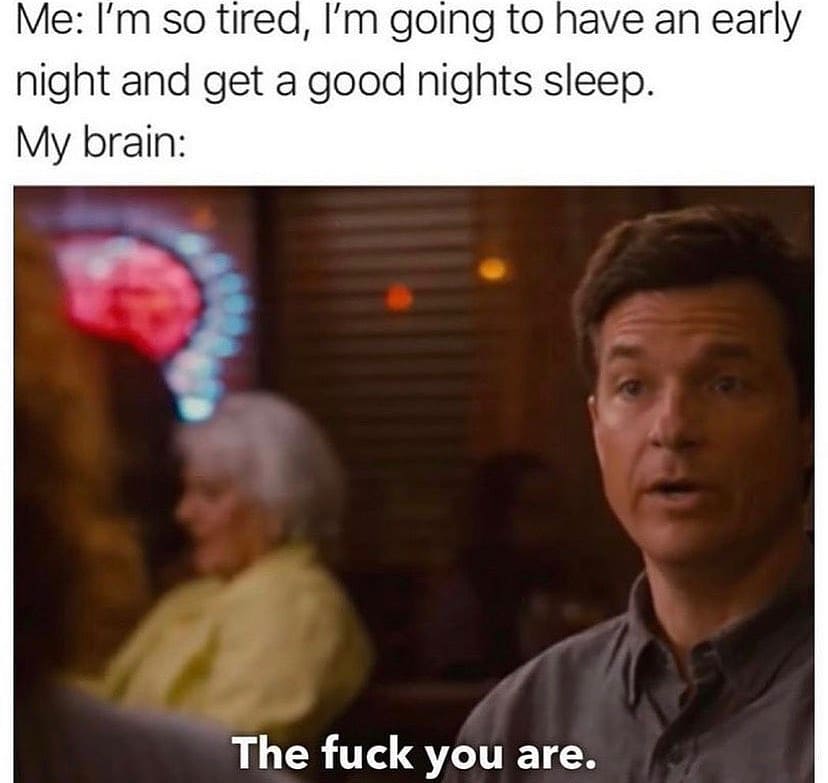 Me: I'm so tired, I'm going to have an early
night and get a good nights sleep.
My brain:
The fuck you are.